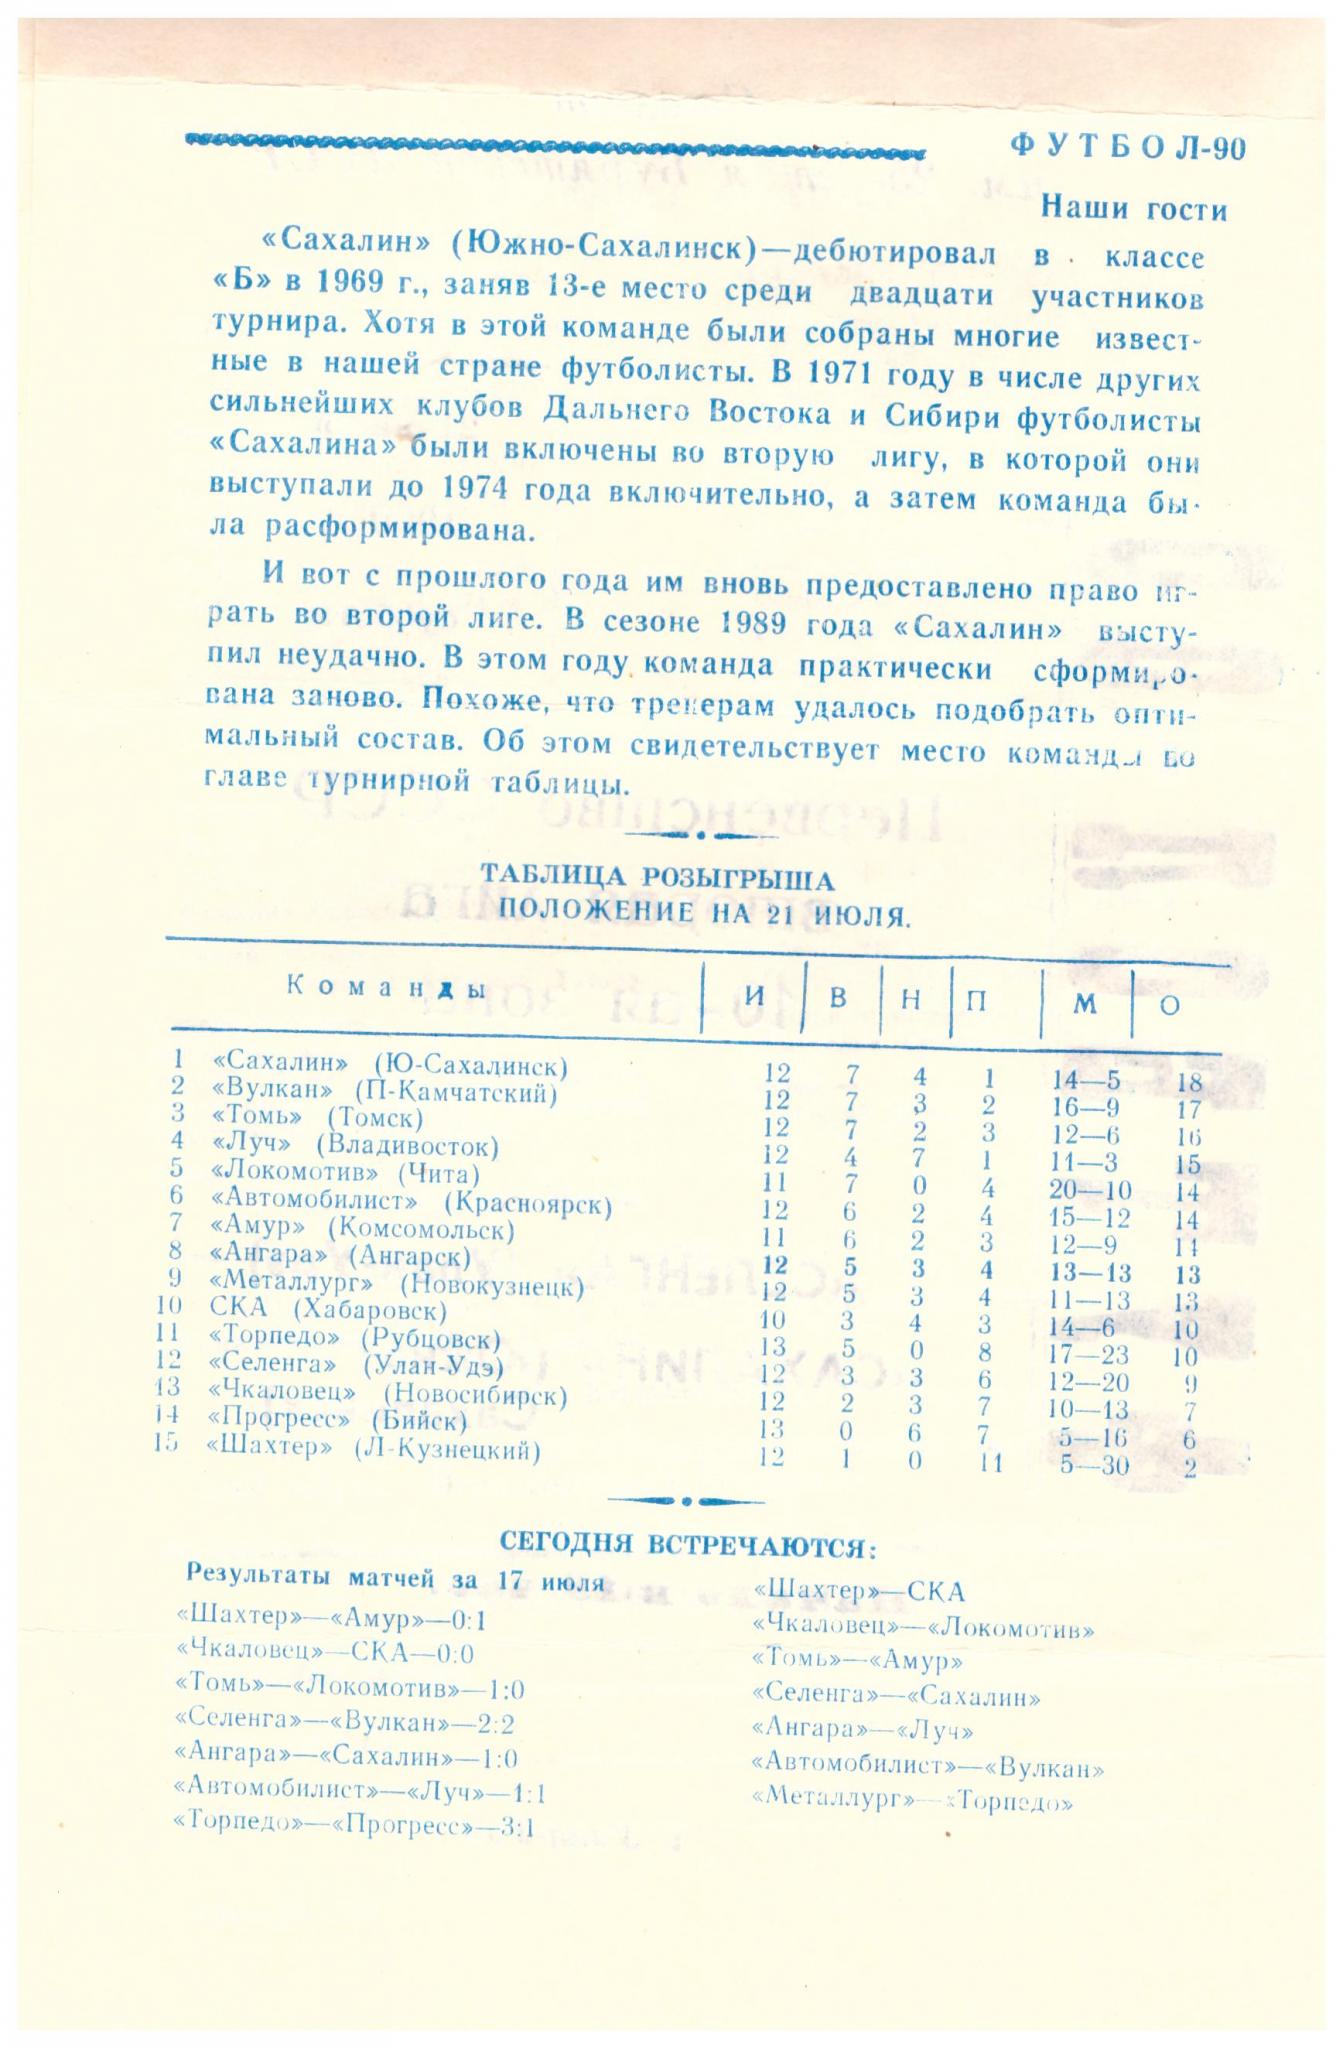 ФУТБОЛ-90
Наши гости
«Сахалин» (Южно-Сахалинск)—дебютировал в классе
«Б» в 1969 г., заняв 13-е место среди двадцати участников
турнира. Хотя в этой команде были собраны многие извест-
ные в нашей стране футболисты. В 1971 году в числе других
сильнейших клубов Дальнего Востока и Сибири футболисты
«Сахалина» были включены во вторую лигу, в которой они
выступали до 1974 года включительно, а затем команда бы-
ла расформирована.
И вот с прошлого года им вновь предоставлено право иг-
рать во второй лиге. В сезоне 1989 года «Сахалин» высту-
пил неудачно. В этом году команда практически сформиро-
вана заново. Похоже, что тренерам удалось подобрать опти-
мальный состав. Об этом свидетельствует место команды во
главе турнирной таблицы.
ТАБЛИЦА РОЗЫГРЫША
ПОЛОЖЕНИЕ НА 21 ИЮЛЯ.
Команды И В Н П М О
1 «Сахалин» (Ю-Сахалинск) 12 7 4 1 14—5 18
2 «Вулкан» (П-Камчатский) 12 7 3 2 16—9 17
3 «Томь» (Томск) 12 7 2 3 12—6 16
4 «Луч» (Владивосток) 12 4 7 1 11—3 15
5 «Локомотив» (Чита) 11 7 0 4 20—10 14
6 «Автомобилист» (Красноярск) 12 6 2 4 15—12 14
7 «Амур» (Комсомольск) 11 6 2 3 12—9 14
8 «Ангара» (Ангарск) 12 5 3 4 13—13 13
9 «Металлург» (Новокузнецк) 12 5 3 4 11—13 13
10 СКА (Хабаровск) 10 3 4 3 14—6 10
11 «Торпедо» (Рубцовск) 13 5 0 8 17—23 10
12 «Селенга» (Улан-Удэ) 12 3 3 6 12—20 9
13 «Чкаловец» (Новосибирск) 12 2 3 7 10—13 7
14 «Прогресс» (Бийск) 13 0 6 7 5—16 6
15 «Шахтер» (Л-Кузнецкий) 12 1 0 11 5—30 2
СЕГОДНЯ ВСТРЕЧАЮТСЯ:
Результаты матчей за 17 июля
«Шахтер»—«Амур»—0:1
«Чкаловец»—СКА—0:0
«Томь»—«Локомотив»—1:0
«Селенга»—«Вулкан»—2:2
«Ангара»—«Сахалин»—1:0
«Автомобилист»—«Луч»—1:1
«Торпедо»—«Прогресс»—3:1
«Шахтер»—СКА
«Чкаловец»—«Локомотив»
«Томь»—«Амур»
«Селенга»—«Сахалин»
«Ангара»—«Луч»
«Автомобилист»—«Вулкан»
«Металлург»—«Торпедо»